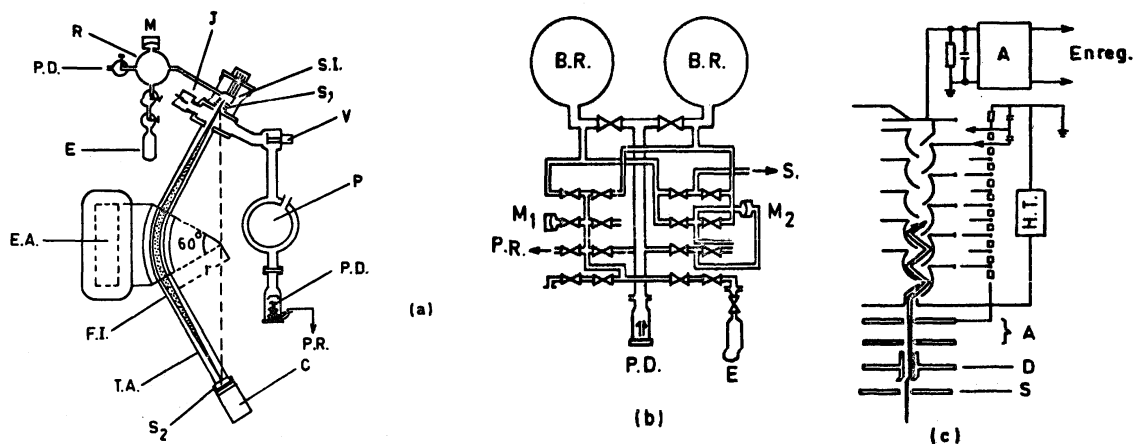 M
J
R
P.D.
S.I.
S₁
V
E
P
E.A.
60°
r
P.D.
F.I.
(a)
P.R.
T.A.
C
S₂
B.R.
B.R.
S.
M₁
M₂
P.R.
P.D.
E
(b)
A
Enreg.
H.T.
} A
D
S
(c)